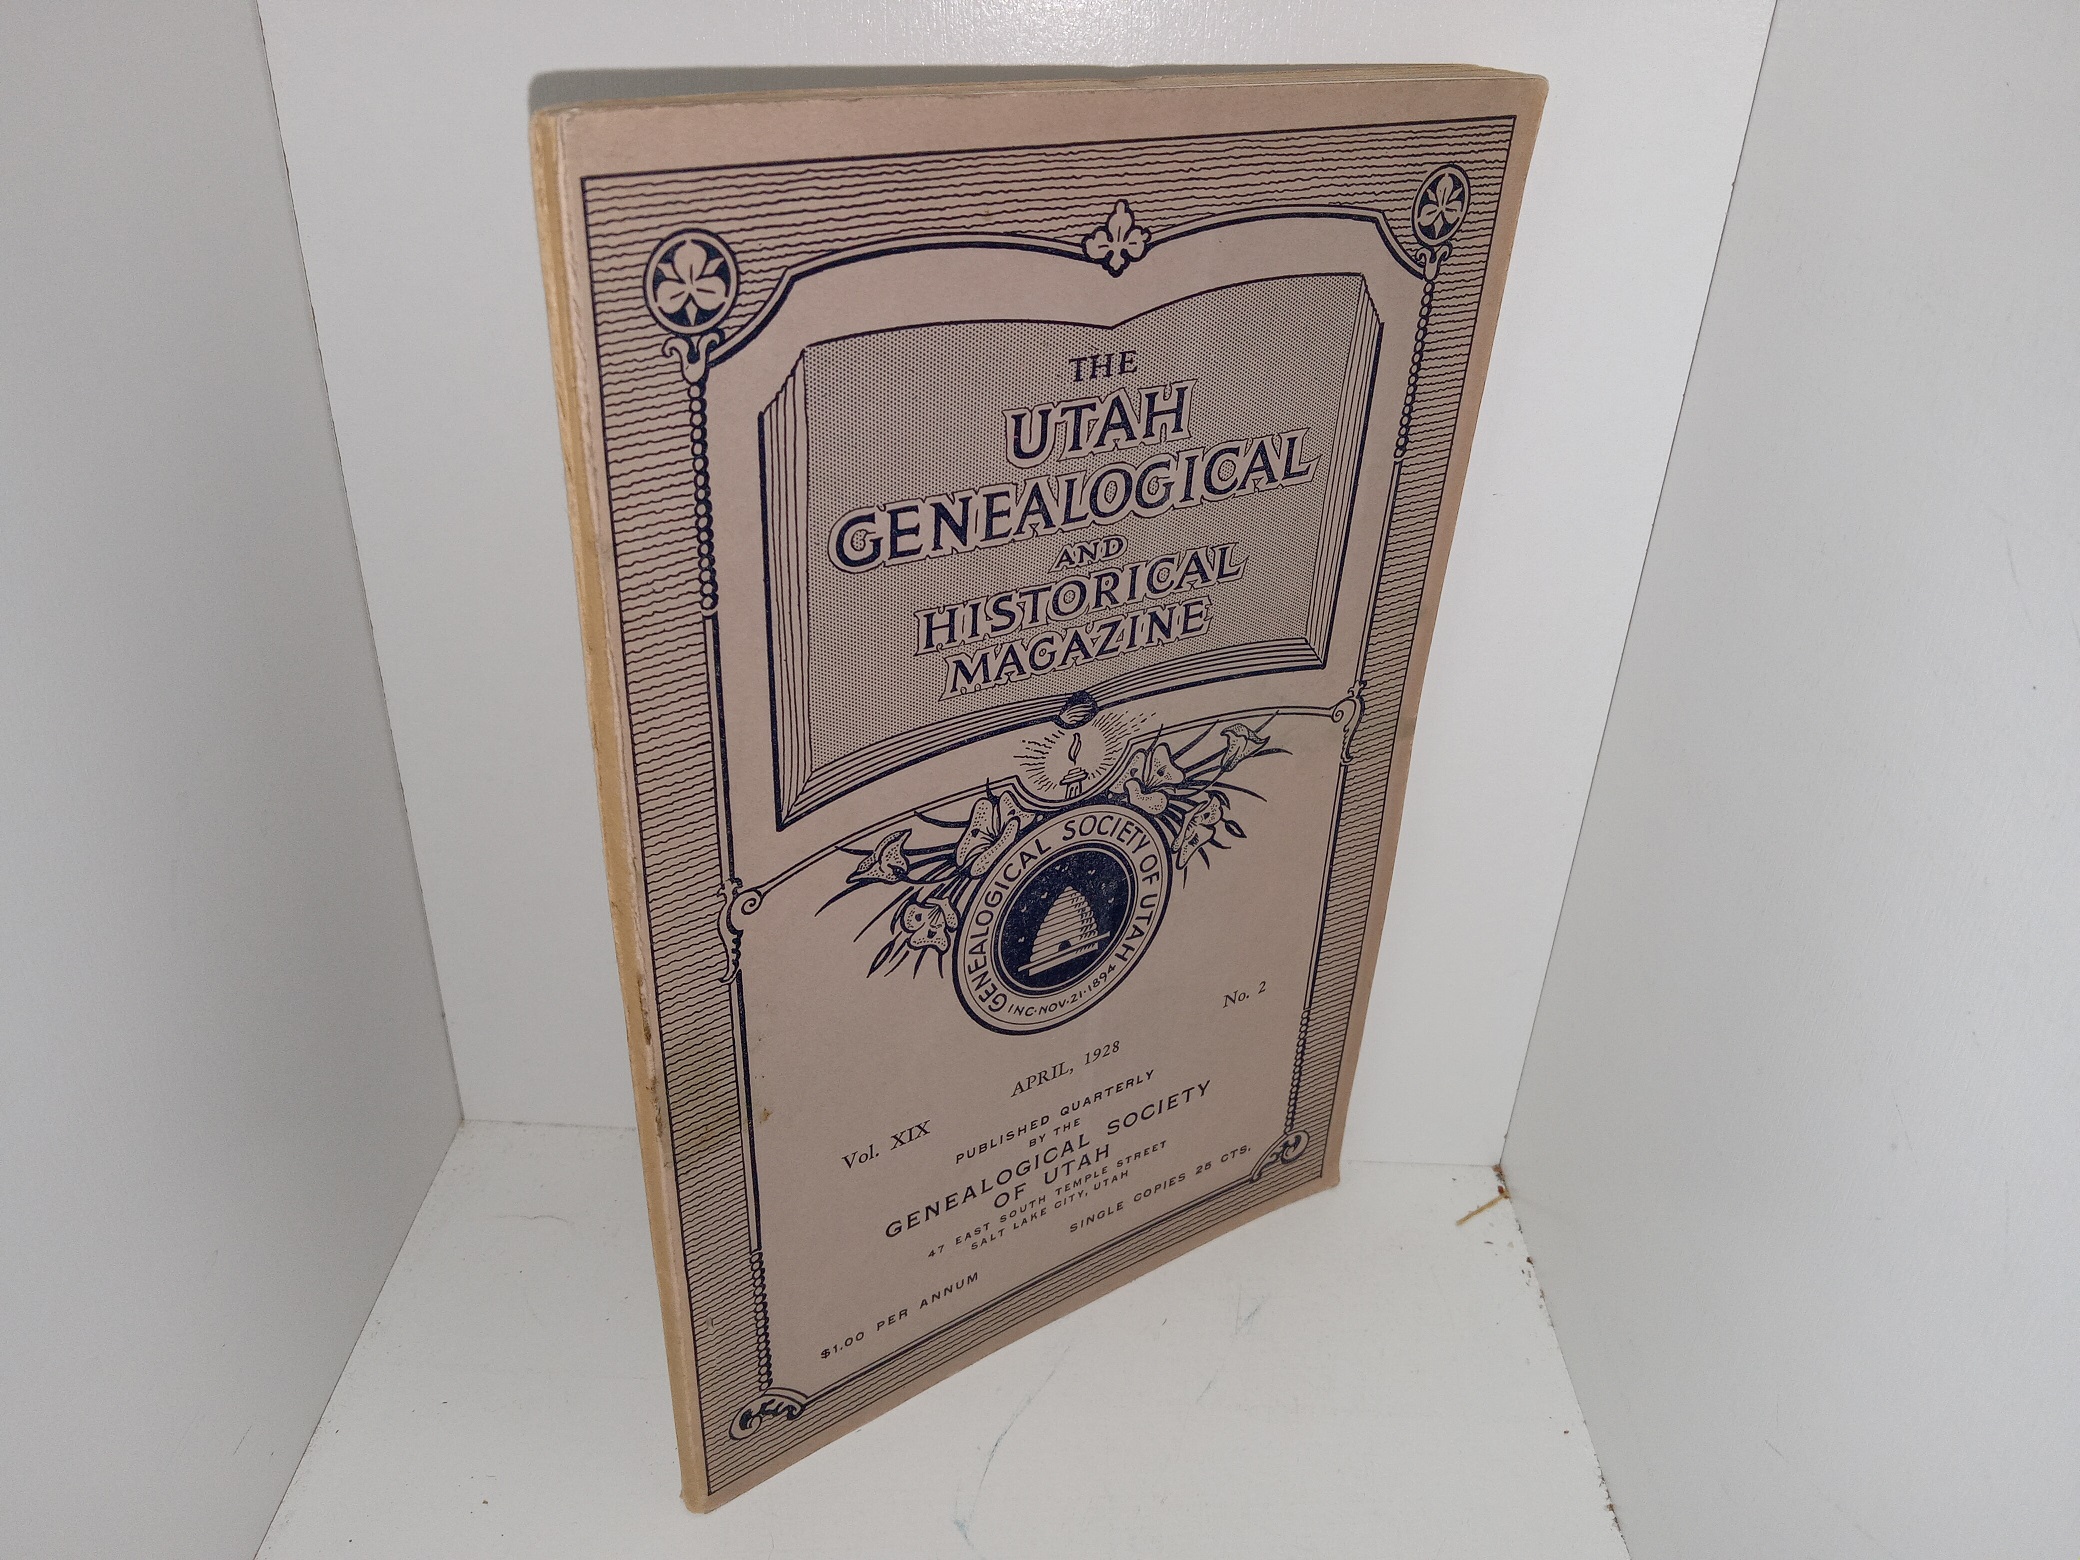 THE
UTAH
GENEALOGICAL
AND
HISTORICAL
MAGAZINE
GENEALOGICAL SOCIETY OF UTAH
INC·NOV·21·1894
Vol. XIX
APRIL, 1928
No. 2
PUBLISHED QUARTERLY
BY THE
GENEALOGICAL SOCIETY
OF UTAH
47 EAST SOUTH TEMPLE STREET
SALT LAKE CITY, UTAH
$1.00 PER ANNUM
SINGLE COPIES 25 CTS.